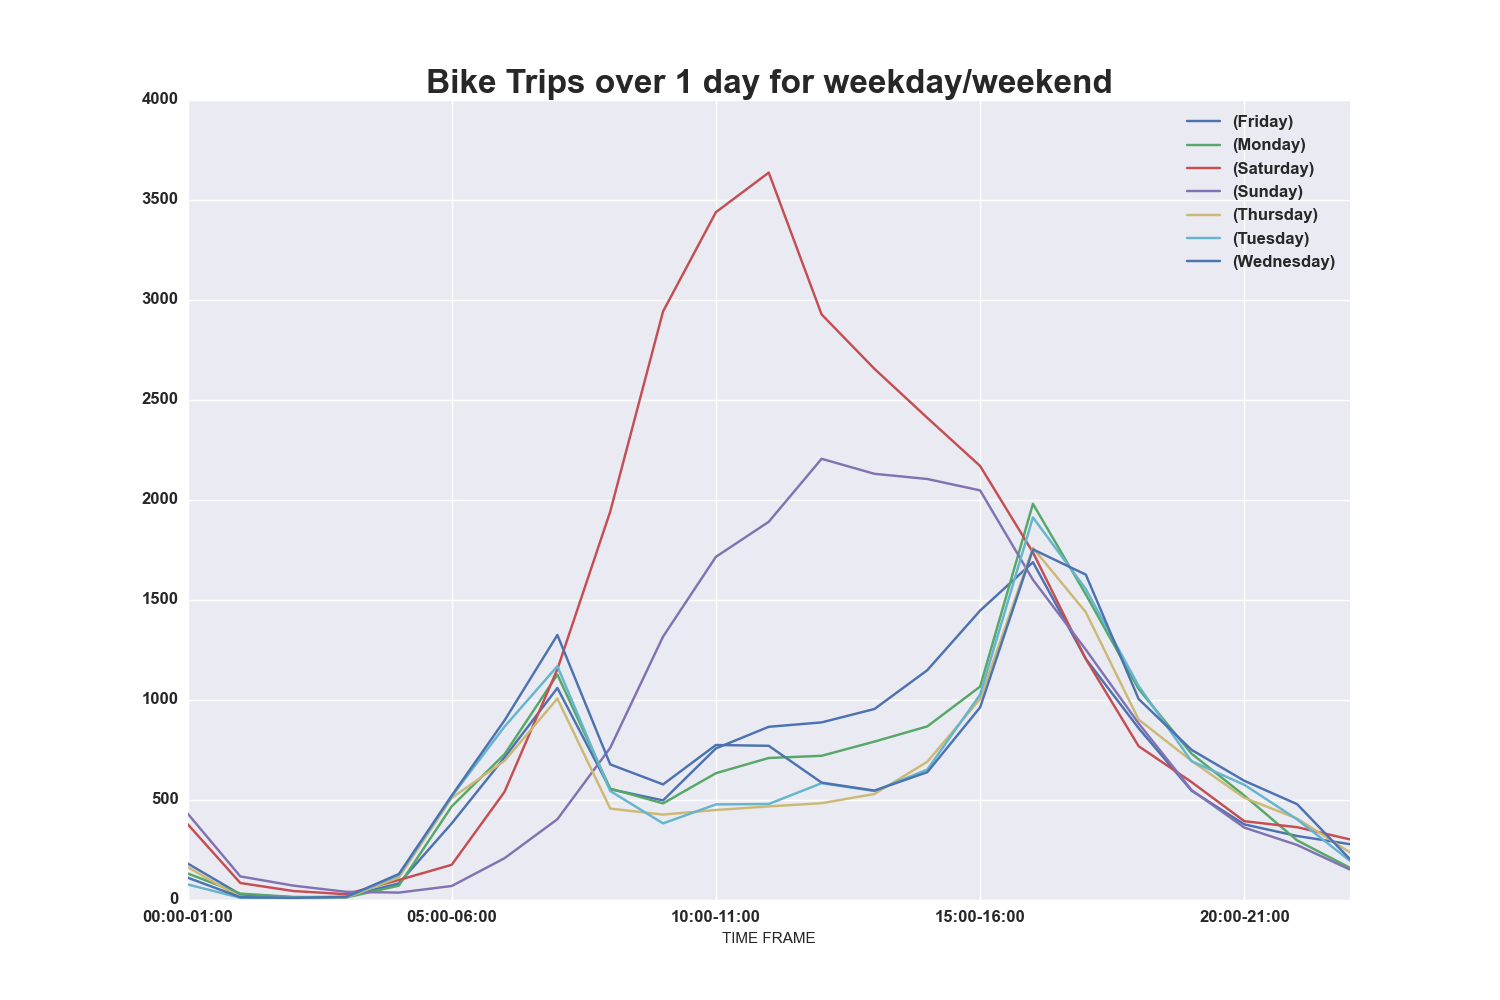 Bike Trips over 1 day for weekday/weekend
4000
3500
3000
2500
2000
1500
1000
500
0
(Friday)
(Monday)
(Saturday)
(Sunday)
(Thursday)
(Tuesday)
(Wednesday)
00:00-01:00 05:00-06:00 10:00-11:00 15:00-16:00 20:00-21:00
TIME FRAME